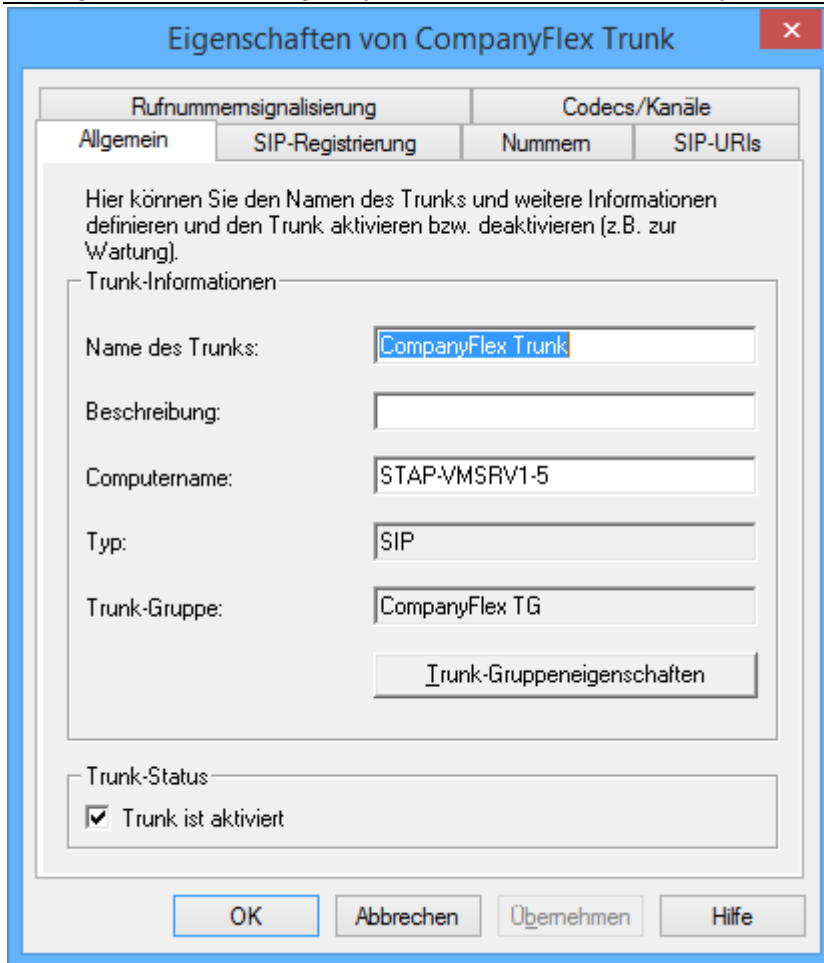 Eigenschaften von CompanyFlex Trunk
Rufnummernsignalisierung
Codecs/Kanäle
Allgemein
SIP-Registrierung
Nummern
SIP-URIs
Hier können Sie den Namen des Trunks und weitere Informationen
definieren und den Trunk aktivieren bzw. deaktivieren (z.B. zur
Wartung).
Trunk-Informationen
Name des Trunks:
CompanyFlex Trunk
Beschreibung:
Computername:
STAP-VMSRV1-5
Typ:
SIP
Trunk-Gruppe:
CompanyFlex TG
Trunk-Gruppeneigenschaften
Trunk-Status
Trunk ist aktiviert
OK
Abbrechen
Übernehmen
Hilfe